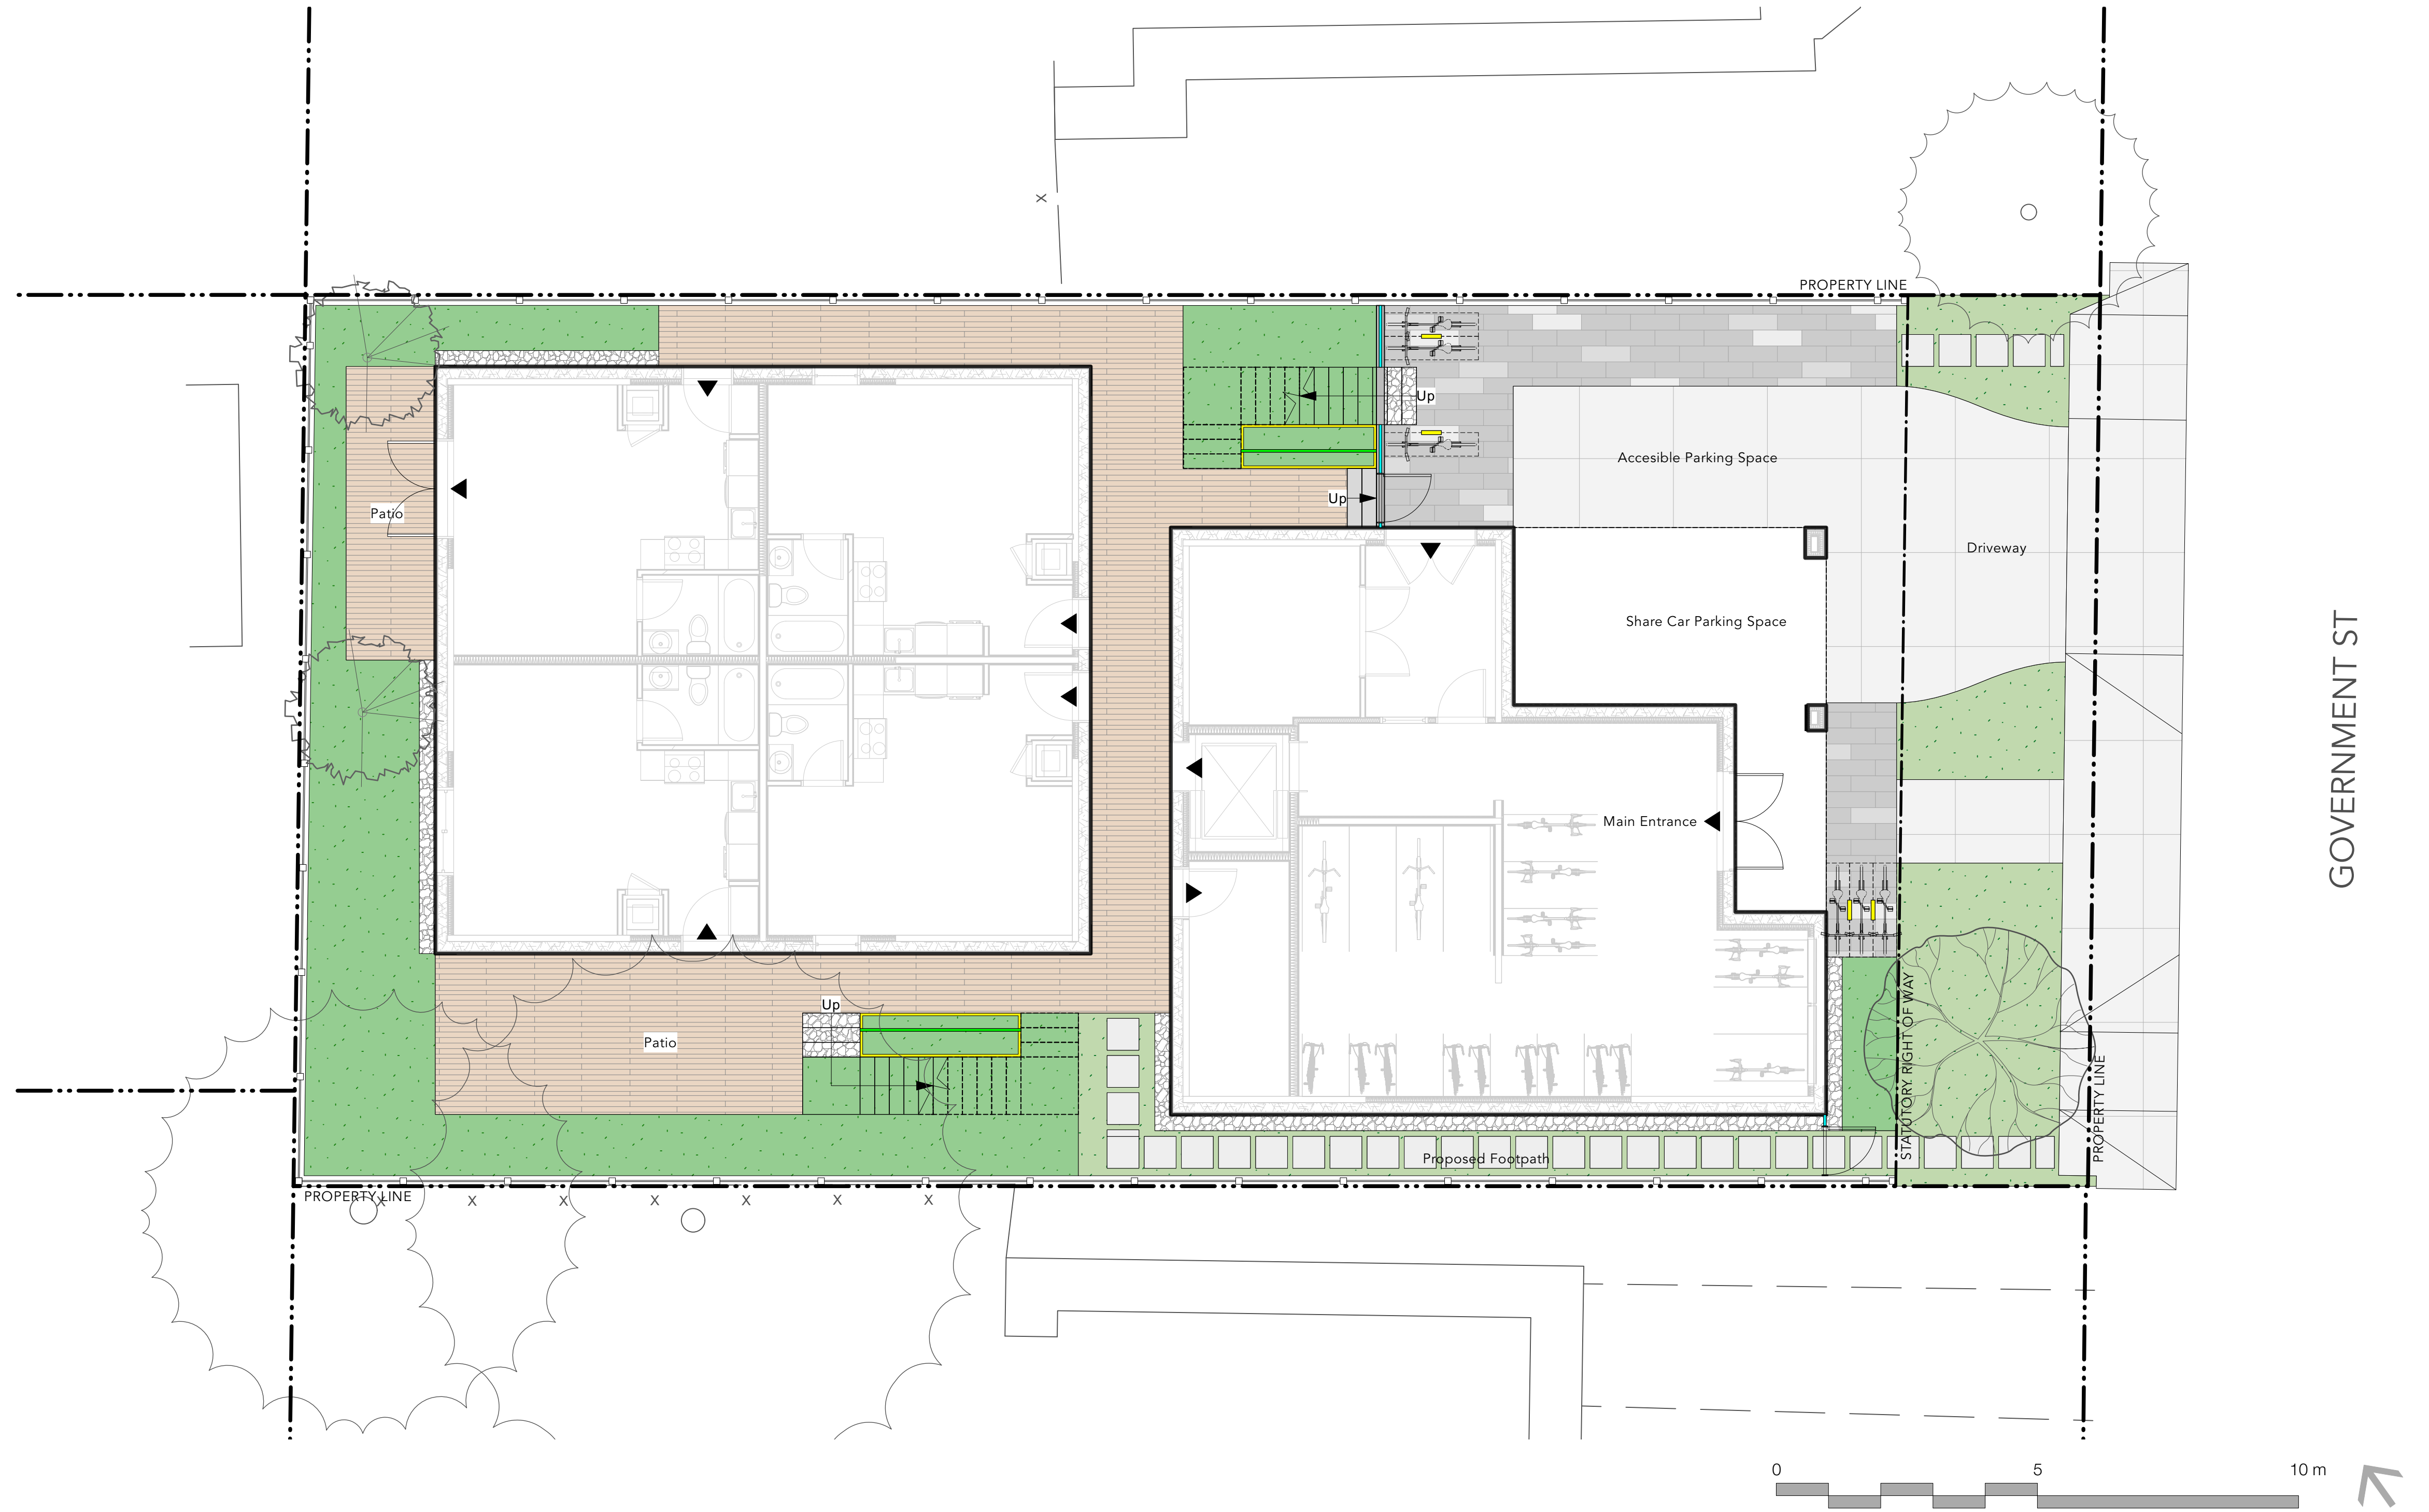 PROPERTY LINE
Up
Accesible Parking Space
Up
Patio
Driveway
Share Car Parking Space
GOVERNMENT ST
Main Entrance
Up
Patio
STATUTORY RIGHT OF WAY
PROPERTY LINE
Proposed Footpath
PROPERTY LINE
X
X X X X X X X
0 5 10 m